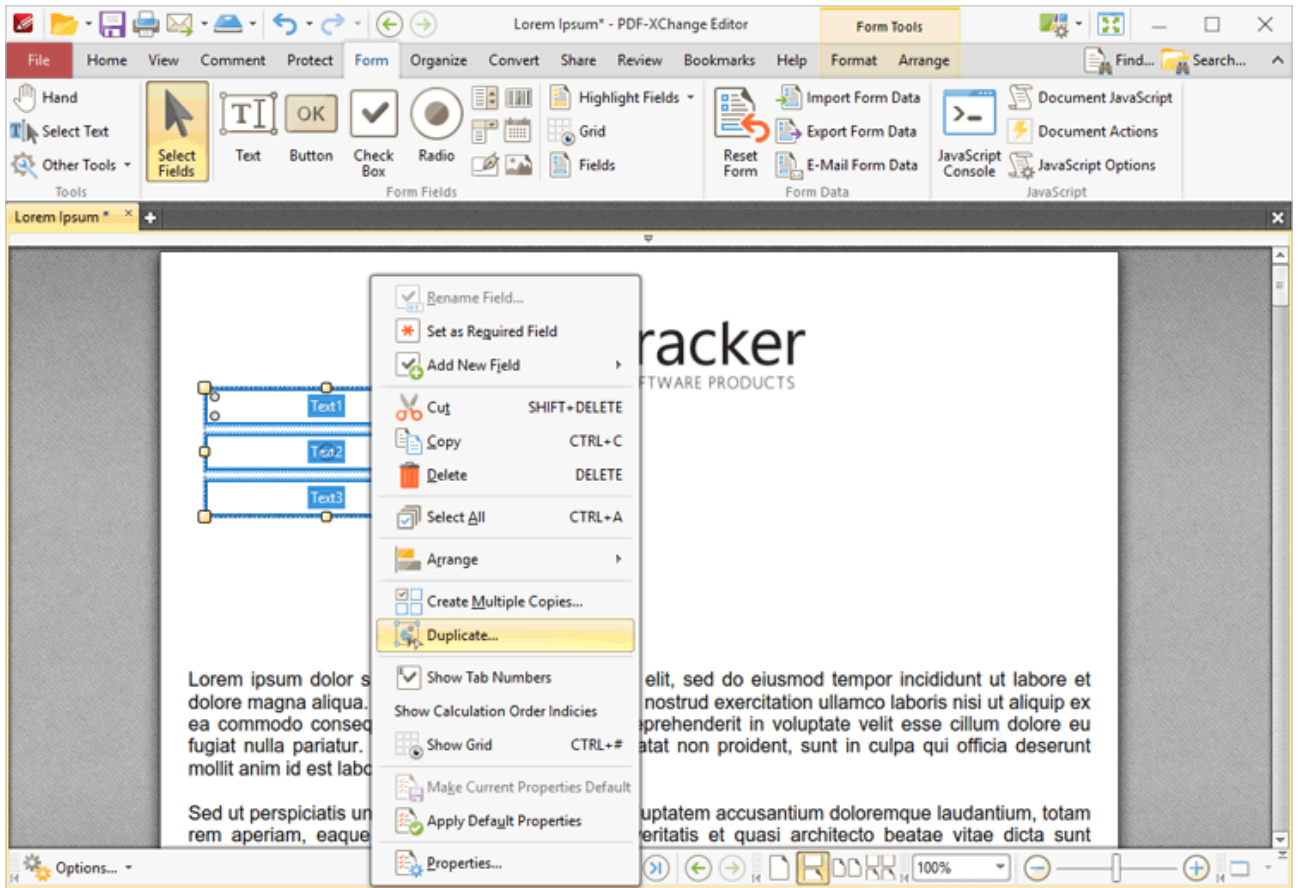 Lorem Ipsum* - PDF-XChange Editor
Form Tools
File Home View Comment Protect Form Organize Convert Share Review Bookmarks Help Format Arrange Find... Search...
Hand
Select Text
Other Tools
Tools
Select Fields
Text
OK
Button
Check Box
Radio
Highlight Fields
Grid
Fields
Form Fields
Reset Form
Import Form Data
Export Form Data
E-Mail Form Data
Form Data
JavaScript Console
Document JavaScript
Document Actions
JavaScript Options
JavaScript
Lorem Ipsum *
racker
FTWARE PRODUCTS
Text1
Text2
Text3
Rename Field...
Set as Required Field
Add New Field
Cut SHIFT+DELETE
Copy CTRL+C
Delete DELETE
Select All CTRL+A
Arrange
Create Multiple Copies...
Duplicate...
Show Tab Numbers
Show Calculation Order Indicies
Show Grid CTRL+#
Make Current Properties Default
Apply Default Properties
Properties...
Lorem ipsum dolor s elit, sed do eiusmod tempor incididunt ut labore et
dolore magna aliqua. nostrud exercitation ullamco laboris nisi ut aliquip ex
ea commodo conseq eprehenderit in voluptate velit esse cillum dolore eu
fugiat nulla pariatur. atat non proident, sunt in culpa qui officia deserunt
mollit anim id est labo
Sed ut perspiciatis un uptatem accusantium doloremque laudantium, totam
rem aperiam, eaque veritatis et quasi architecto beatae vitae dicta sunt
Options... 100%